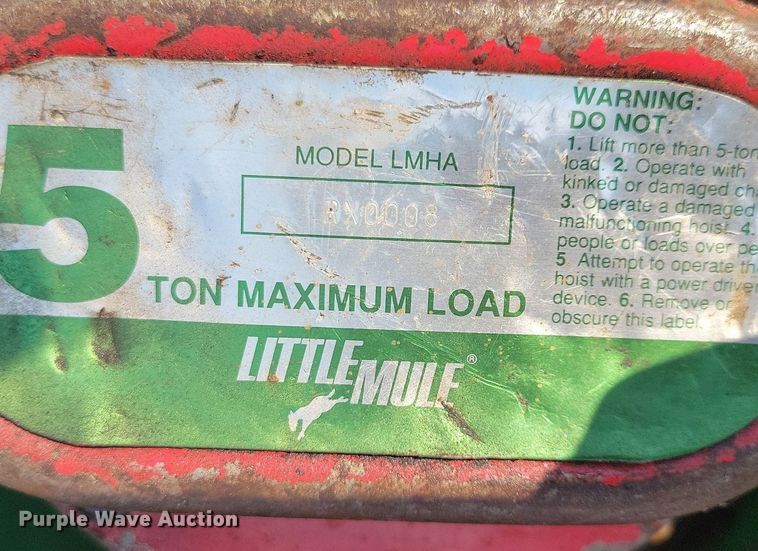 5
MODEL LMHA
TON MAXIMUM LOAD
LITTLE MULE ®
WARNING:
DO NOT:
1. Lift more than 5-ton
load. 2. Operate with
kinked or damaged
3. Operate a damaged
malfunctioning hoist. 4.
people or loads over
5 Attempt to operate
hoist with a power
device. 6. Remove or
obscure this label.
Purple Wave Auction